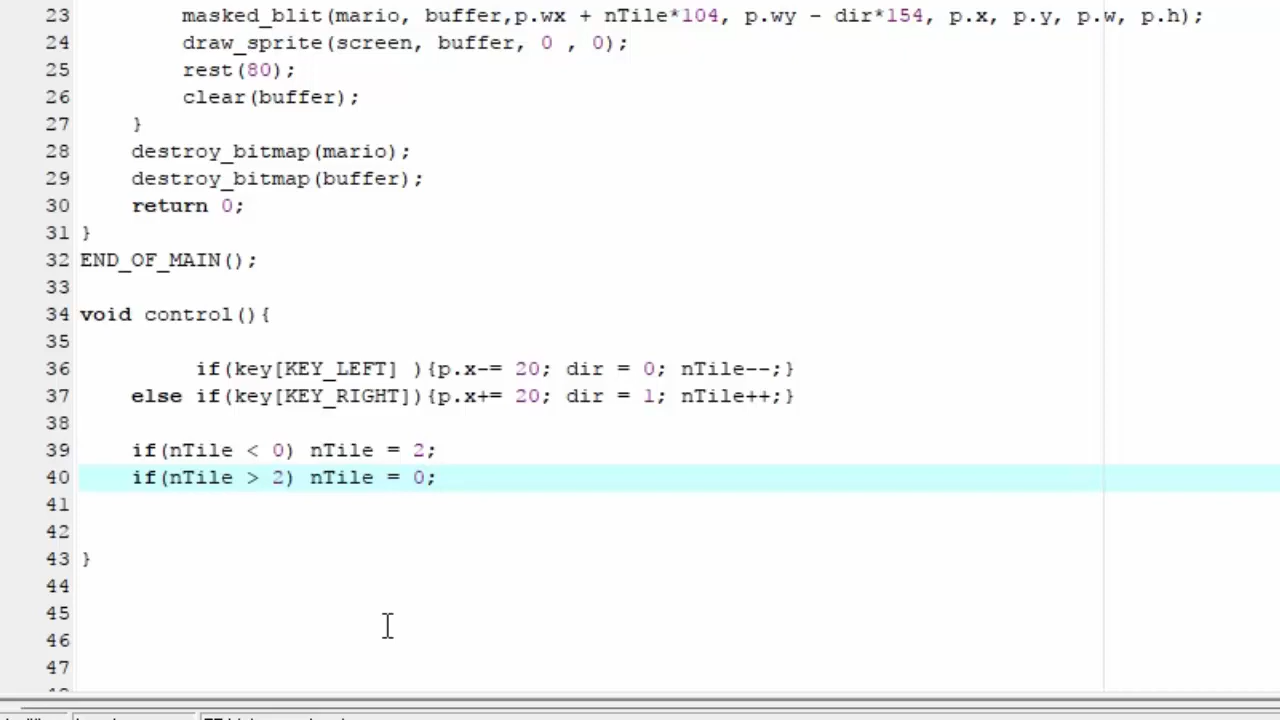 23 masked_blit(mario, buffer,p.wx + nTile*104, p.wy - dir*154, p.x, p.y, p.w, p.h);
24 draw_sprite(screen, buffer, 0 , 0);
25 rest(80);
26 clear(buffer);
27 }
28 destroy_bitmap(mario);
29 destroy_bitmap(buffer);
30 return 0;
31 }
32 END_OF_MAIN();
33
34 void control(){
35
36 if(key[KEY_LEFT] ){p.x-= 20; dir = 0; nTile--;}
37 else if(key[KEY_RIGHT]){p.x+= 20; dir = 1; nTile++;}
38
39 if(nTile < 0) nTile = 2;
40 if(nTile > 2) nTile = 0;
41
42
43 }
44
45
46
47